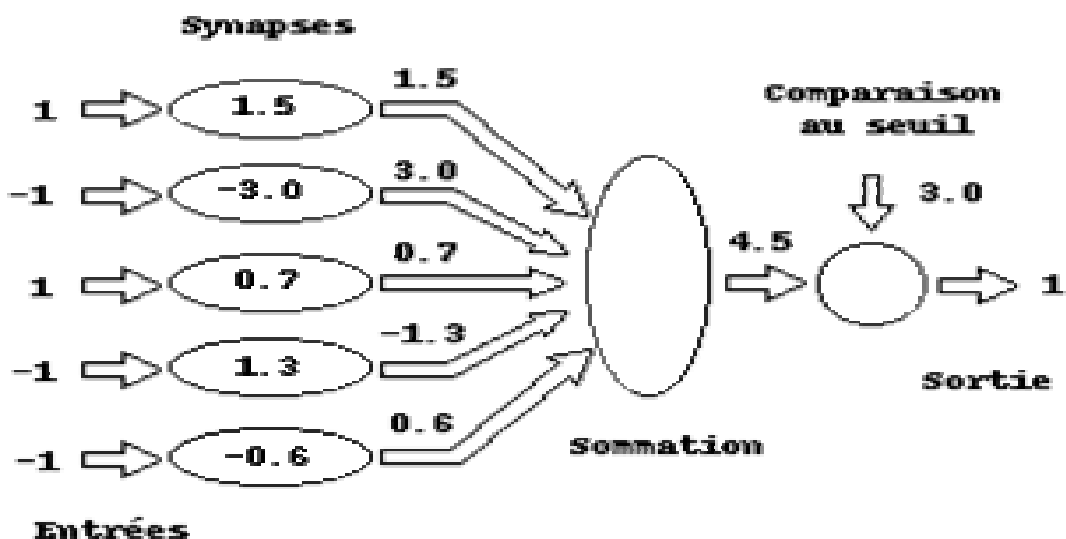 Synapses
1 1.5 1.5
-1 -3.0 3.0
1 0.7 0.7
-1 1.3 -1.3
-1 -0.6 0.6
Entrées
Sommation
4.5
Comparaison
au seuil
3.0
1
Sortie